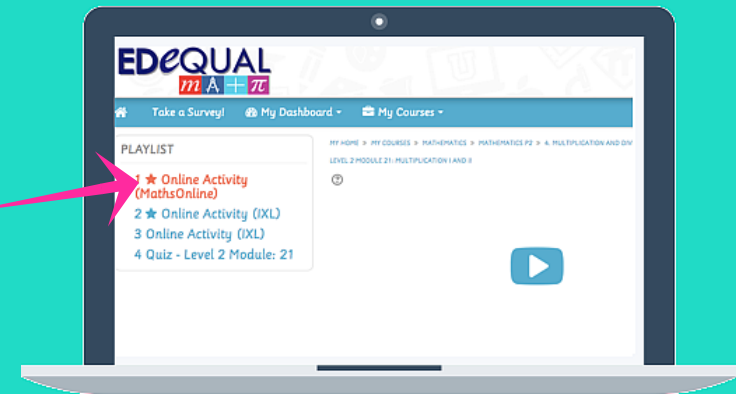 EDeQUAL
mA+π
Take a Survey! My Dashboard My Courses
PLAYLIST
1 ★ Online Activity
(MathsOnline)
2 ★ Online Activity (IXL)
3 Online Activity (IXL)
4 Quiz - Level 2 Module: 21
MY HOME > MY COURSES > MATHEMATICS > MATHEMATICS P2 > 4. MULTIPLICATION AND DIV
LEVEL 2 MODULE 21: MULTIPLICATION I AND II
?